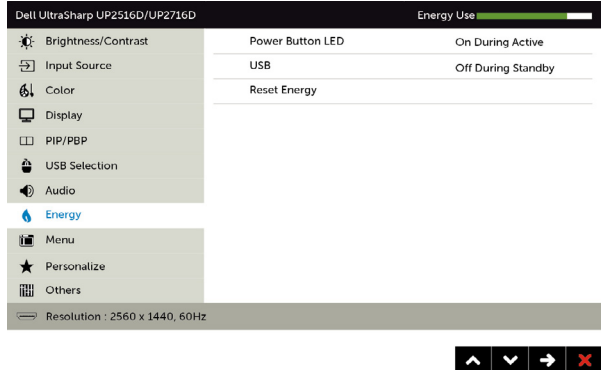 Dell UltraSharp UP2516D/UP2716D Energy Use
Brightness/Contrast Power Button LED On During Active
Input Source USB Off During Standby
Color Reset Energy
Display
PIP/PBP
USB Selection
Audio
Energy
Menu
Personalize
Others
Resolution : 2560 x 1440, 60Hz